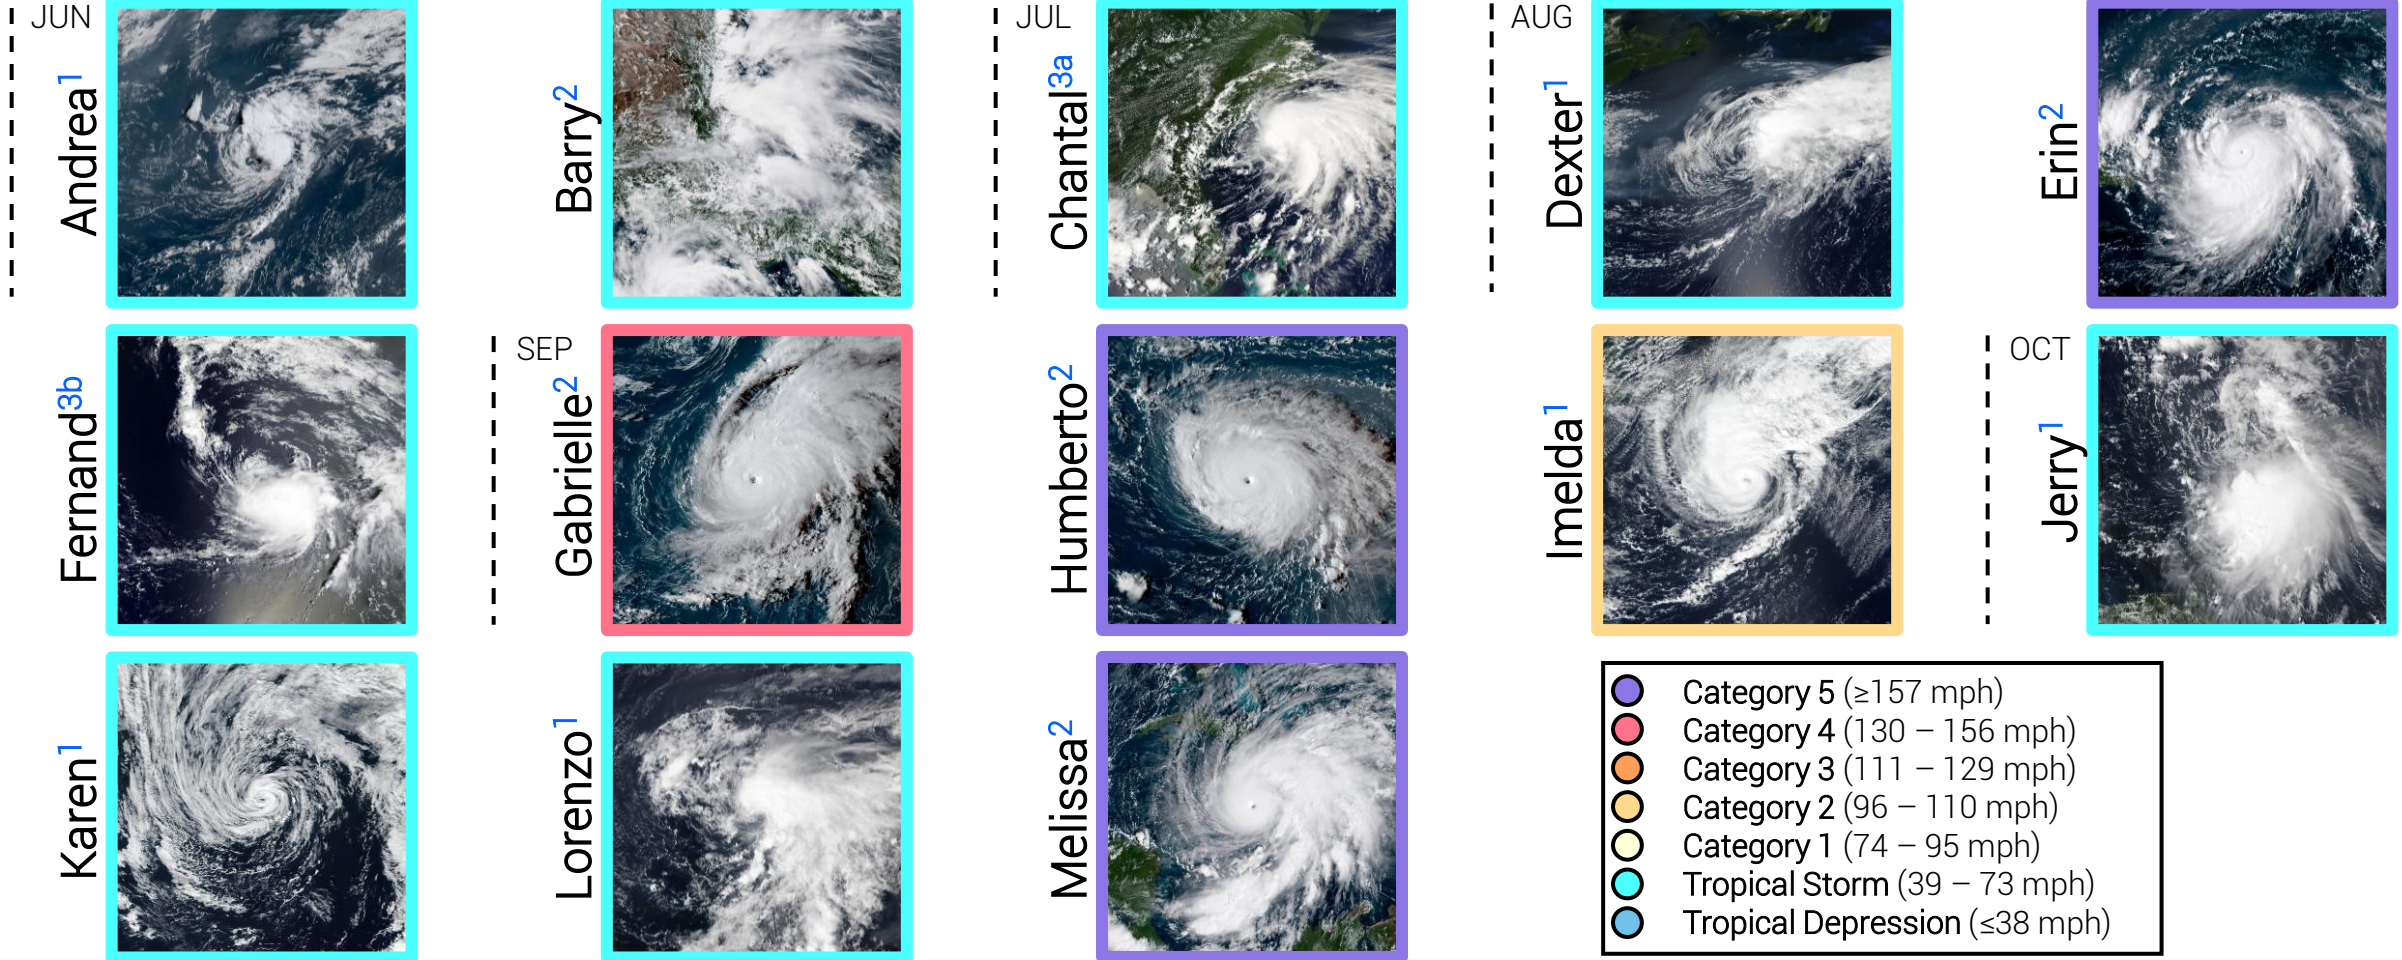 JUN
Andrea1
Barry2
JUL
Chantal3a
AUG
Dexter1
Erin2
Fernand3b
SEP
Gabrielle2
Humberto2
Imelda1
OCT
Jerry1
Karen1
Lorenzo1
Melissa2
Category 5 (≥157 mph)
Category 4 (130 – 156 mph)
Category 3 (111 – 129 mph)
Category 2 (96 – 110 mph)
Category 1 (74 – 95 mph)
Tropical Storm (39 – 73 mph)
Tropical Depression (≤38 mph)